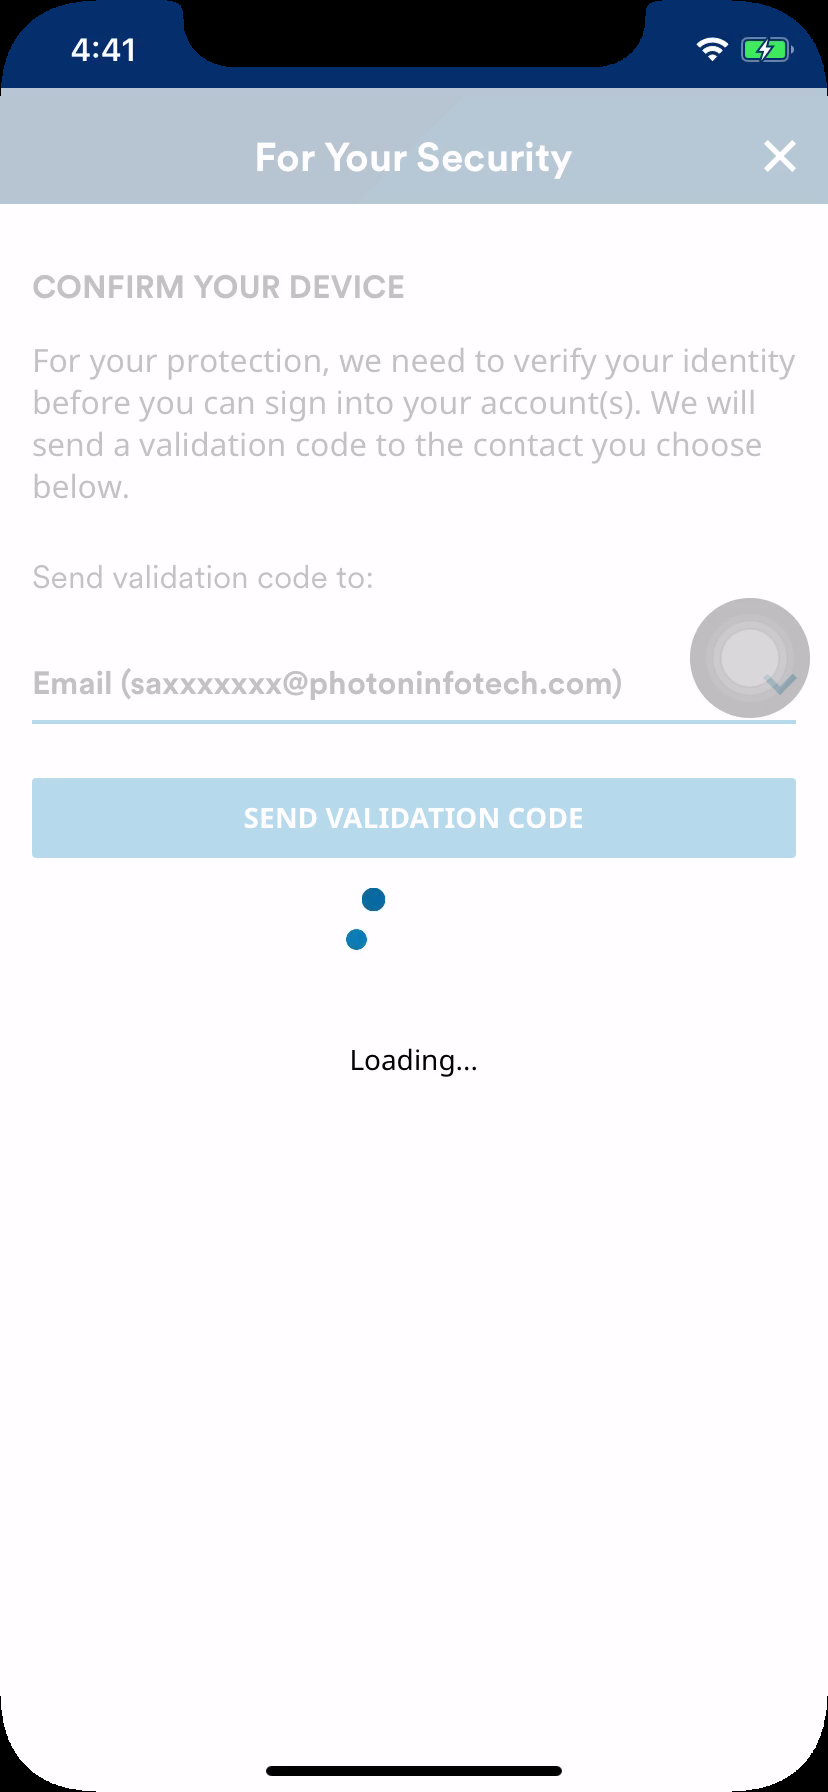 4:41
For Your Security
CONFIRM YOUR DEVICE
For your protection, we need to verify your identity
before you can sign into your account(s). We will
send a validation code to the contact you choose
below.
Send validation code to:
Email (saxxxxxxx@photoninfotech.com)
SEND VALIDATION CODE
Loading...